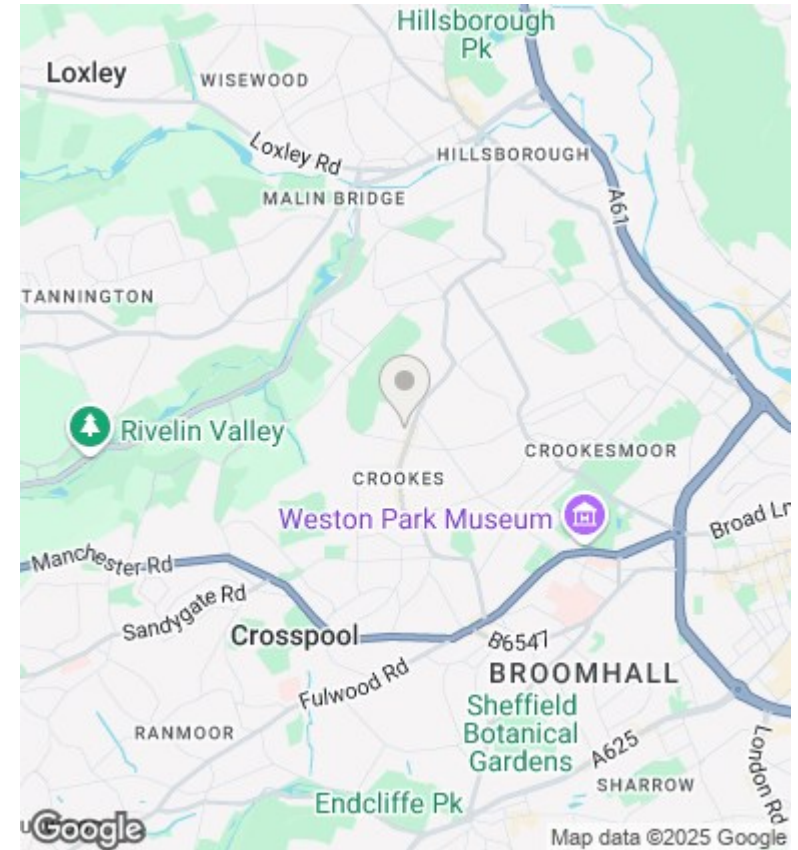 Hillsborough
Pk
Loxley
WISEWOOD
Loxley Rd
HILLSBOROUGH
MALIN BRIDGE
A61
TANNINGTON
Rivelin Valley
CROOKESMOOR
CROOKES
Weston Park Museum
Broad Ln
Manchester Rd
Sandygate Rd
Crosspool
B6547
BROOMHALL
Fulwood Rd
Sheffield
Botanical
Gardens
RANMOOR
A625
London Rd
SHARROW
Endcliffe Pk
Google
Map data ©2025 Google